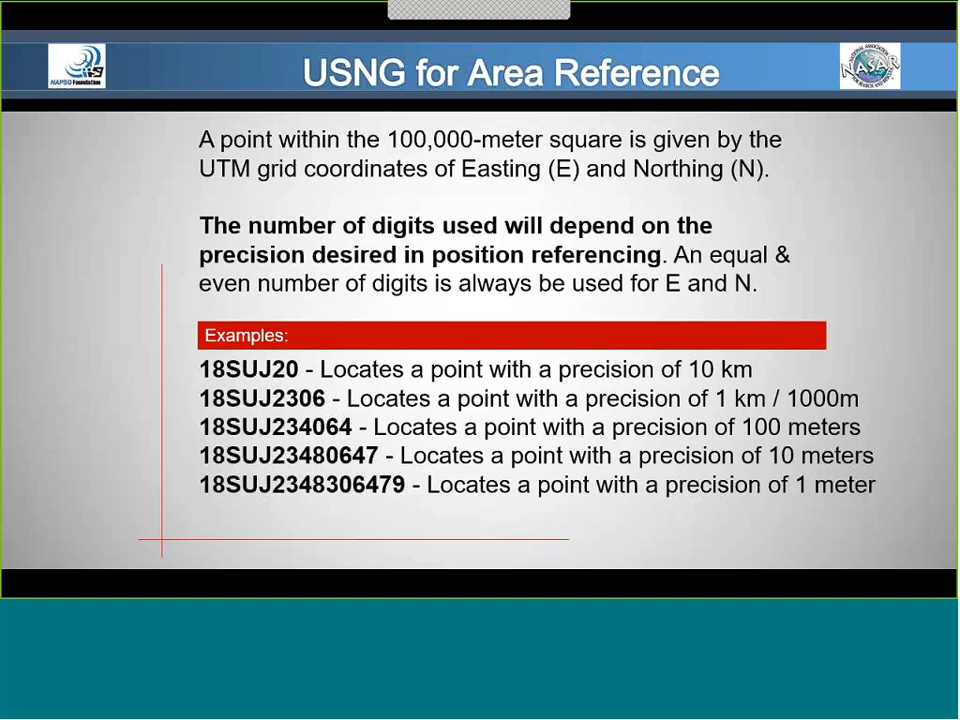 USNG for Area Reference
NAPSG Foundation
NASAR
A point within the 100,000-meter square is given by the
UTM grid coordinates of Easting (E) and Northing (N).
The number of digits used will depend on the
precision desired in position referencing. An equal &
even number of digits is always be used for E and N.
Examples:
18SUJ20 - Locates a point with a precision of 10 km
18SUJ2306 - Locates a point with a precision of 1 km / 1000m
18SUJ234064 - Locates a point with a precision of 100 meters
18SUJ23480647 - Locates a point with a precision of 10 meters
18SUJ2348306479 - Locates a point with a precision of 1 meter